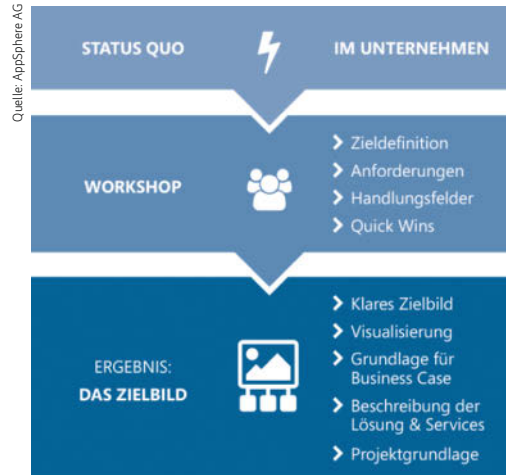 Quelle: AppSphere AG
STATUS QUO
IM UNTERNEHMEN
WORKSHOP
Zieldefinition
Anforderungen
Handlungsfelder
Quick Wins
ERGEBNIS:
DAS ZIELBILD
Klares Zielbild
Visualisierung
Grundlage für
Business Case
Beschreibung der
Lösung & Services
Projektgrundlage